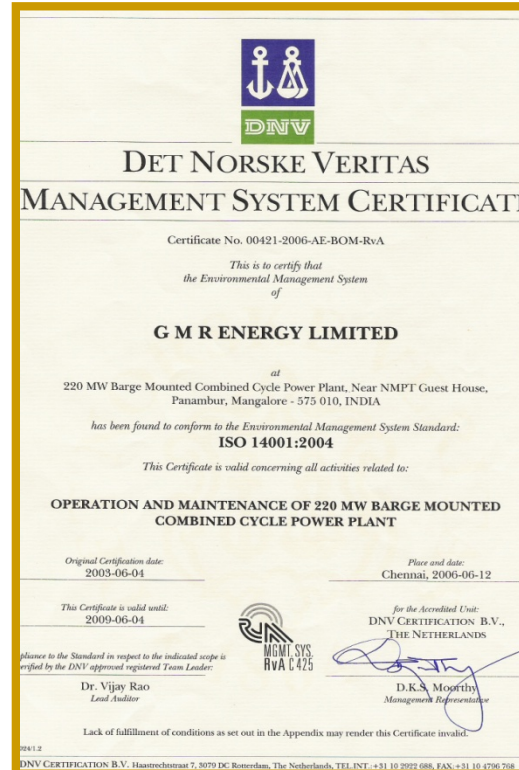 DNV
DET NORSKE VERITAS
MANAGEMENT SYSTEM CERTIFICAT
Certificate No. 00421-2006-AE-BOM-RvA
This is to certify that
the Environmental Management System
of
G M R ENERGY LIMITED
at
220 MW Barge Mounted Combined Cycle Power Plant, Near NMPT Guest House,
Panambur, Mangalore - 575 010, INDIA
has been found to conform to the Environmental Management System Standard:
ISO 14001:2004
This Certificate is valid concerning all activities related to:
OPERATION AND MAINTENANCE OF 220 MW BARGE MOUNTED
COMBINED CYCLE POWER PLANT
Original Certification date:
2003-06-04
Place and date:
Chennai, 2006-06-12
This Certificate is valid until:
2009-06-04
for the Accredited Unit:
DNV CERTIFICATION B.V.,
THE NETHERLANDS
RvA
MGMT. SYS.
RvA C 425
pliance to the Standard in respect to the indicated scope is
erified by the DNV approved registered Team Leader:
Dr. Vijay Rao
Lead Auditor
D.K.S. Moorthy
Management Representative
Lack of fulfillment of conditions as set out in the Appendix may render this Certificate invalid.
DNV CERTIFICATION B.V. Haastrechtstraat 7, 3079 DC Rotterdam, The Netherlands, TEL.INT.:+31 10 2922 688, FAX.:+31 10 4796 768